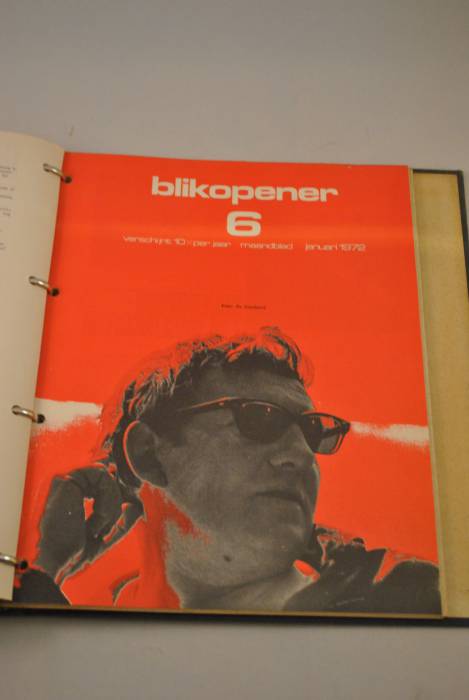 blikopener
6
verschijnt 10 x per jaar maandblad januari 1972